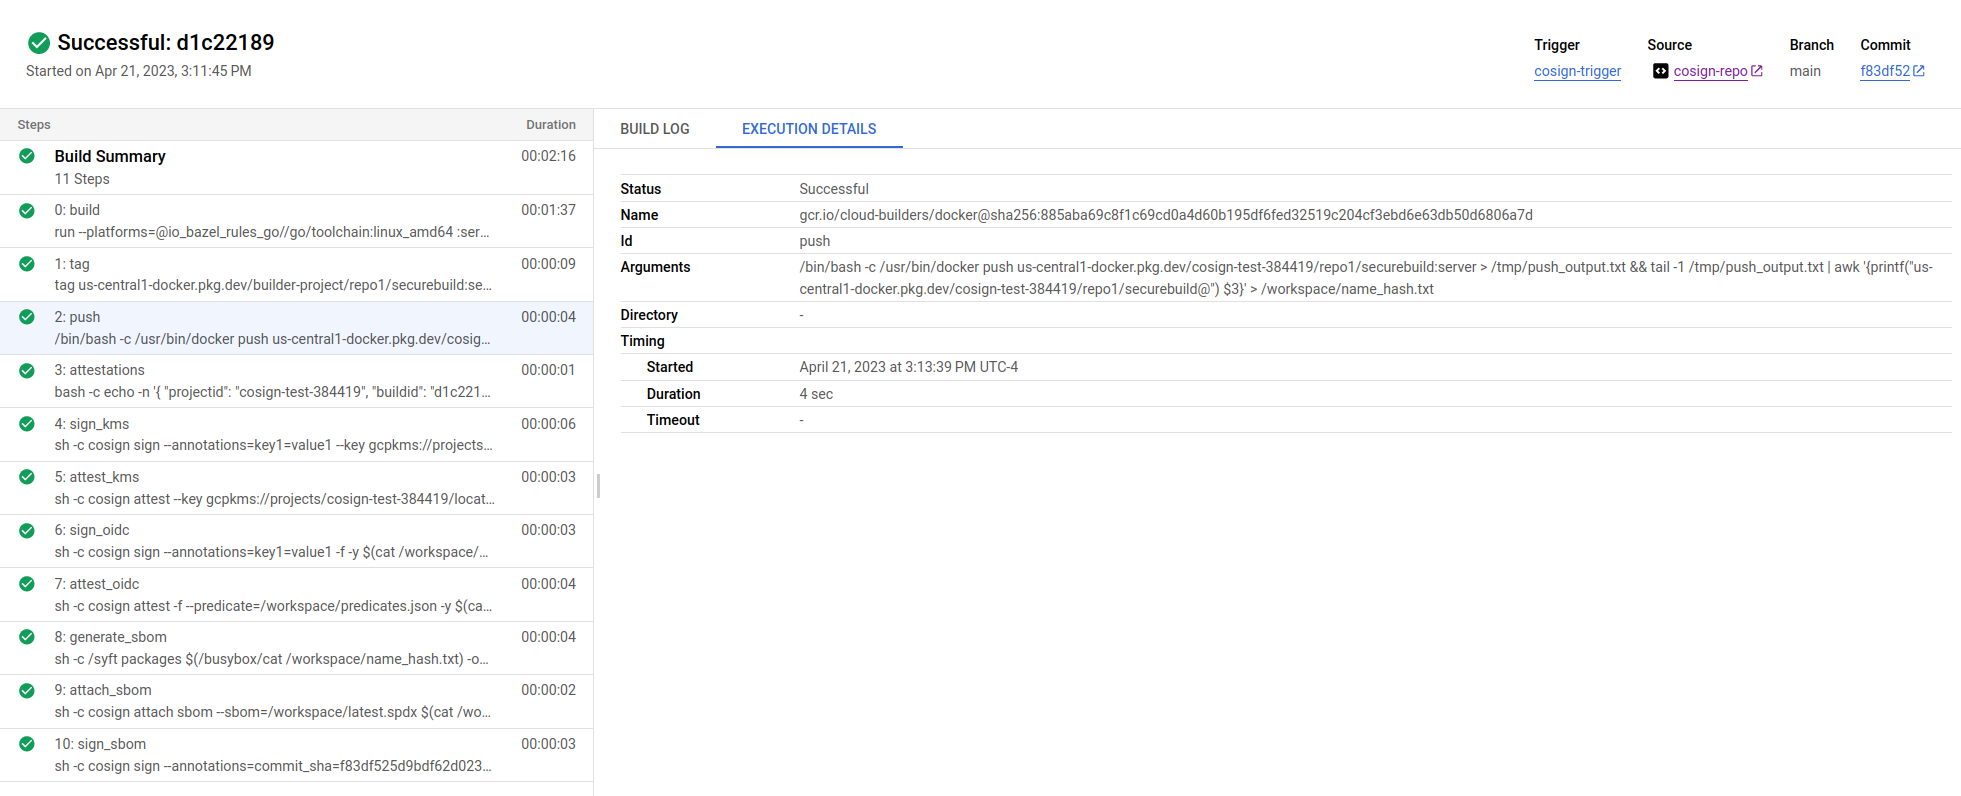 Successful: d1c22189
Started on Apr 21, 2023, 3:11:45 PM
Trigger
cosign-trigger
Source
cosign-repo
Branch
main
Commit
f83df52
Steps Duration
Build Summary 00:02:16
11 Steps
0: build 00:01:37
run --platforms=@io_bazel_rules_go//go/toolchain:linux_amd64 :ser…
1: tag 00:00:09
tag us-central1-docker.pkg.dev/builder-project/repo1/securebuild:se…
2: push 00:00:04
/bin/bash -c /usr/bin/docker push us-central1-docker.pkg.dev/cosig…
3: attestations 00:00:01
bash -c echo -n '{ "projectid": "cosign-test-384419", "buildid": "d1c221…
4: sign_kms 00:00:06
sh -c cosign sign --annotations=key1=value1 --key gcpkms://projects…
5: attest_kms 00:00:03
sh -c cosign attest --key gcpkms://projects/cosign-test-384419/locat…
6: sign_oidc 00:00:03
sh -c cosign sign --annotations=key1=value1 -f -y $(cat /workspace/…
7: attest_oidc 00:00:04
sh -c cosign attest -f --predicate=/workspace/predicates.json -y $(ca…
8: generate_sbom 00:00:04
sh -c /syft packages $(/busybox/cat /workspace/name_hash.txt) -o…
9: attach_sbom 00:00:02
sh -c cosign attach sbom --sbom=/workspace/latest.spdx $(cat /wo…
10: sign_sbom 00:00:03
sh -c cosign sign --annotations=commit_sha=f83df525d9bdf62d023…
BUILD LOG EXECUTION DETAILS
Status Successful
Name gcr.io/cloud-builders/docker@sha256:885aba69c8f1c69cd0a4d60b195df6fed32519c204cf3ebd6e63db50d6806a7d
Id push
Arguments /bin/bash -c /usr/bin/docker push us-central1-docker.pkg.dev/cosign-test-384419/repo1/securebuild:server > /tmp/push_output.txt && tail -1 /tmp/push_output.txt | awk '{printf("us-
central1-docker.pkg.dev/cosign-test-384419/repo1/securebuild@") $3}' > /workspace/name_hash.txt
Directory -
Timing
Started April 21, 2023 at 3:13:39 PM UTC-4
Duration 4 sec
Timeout -